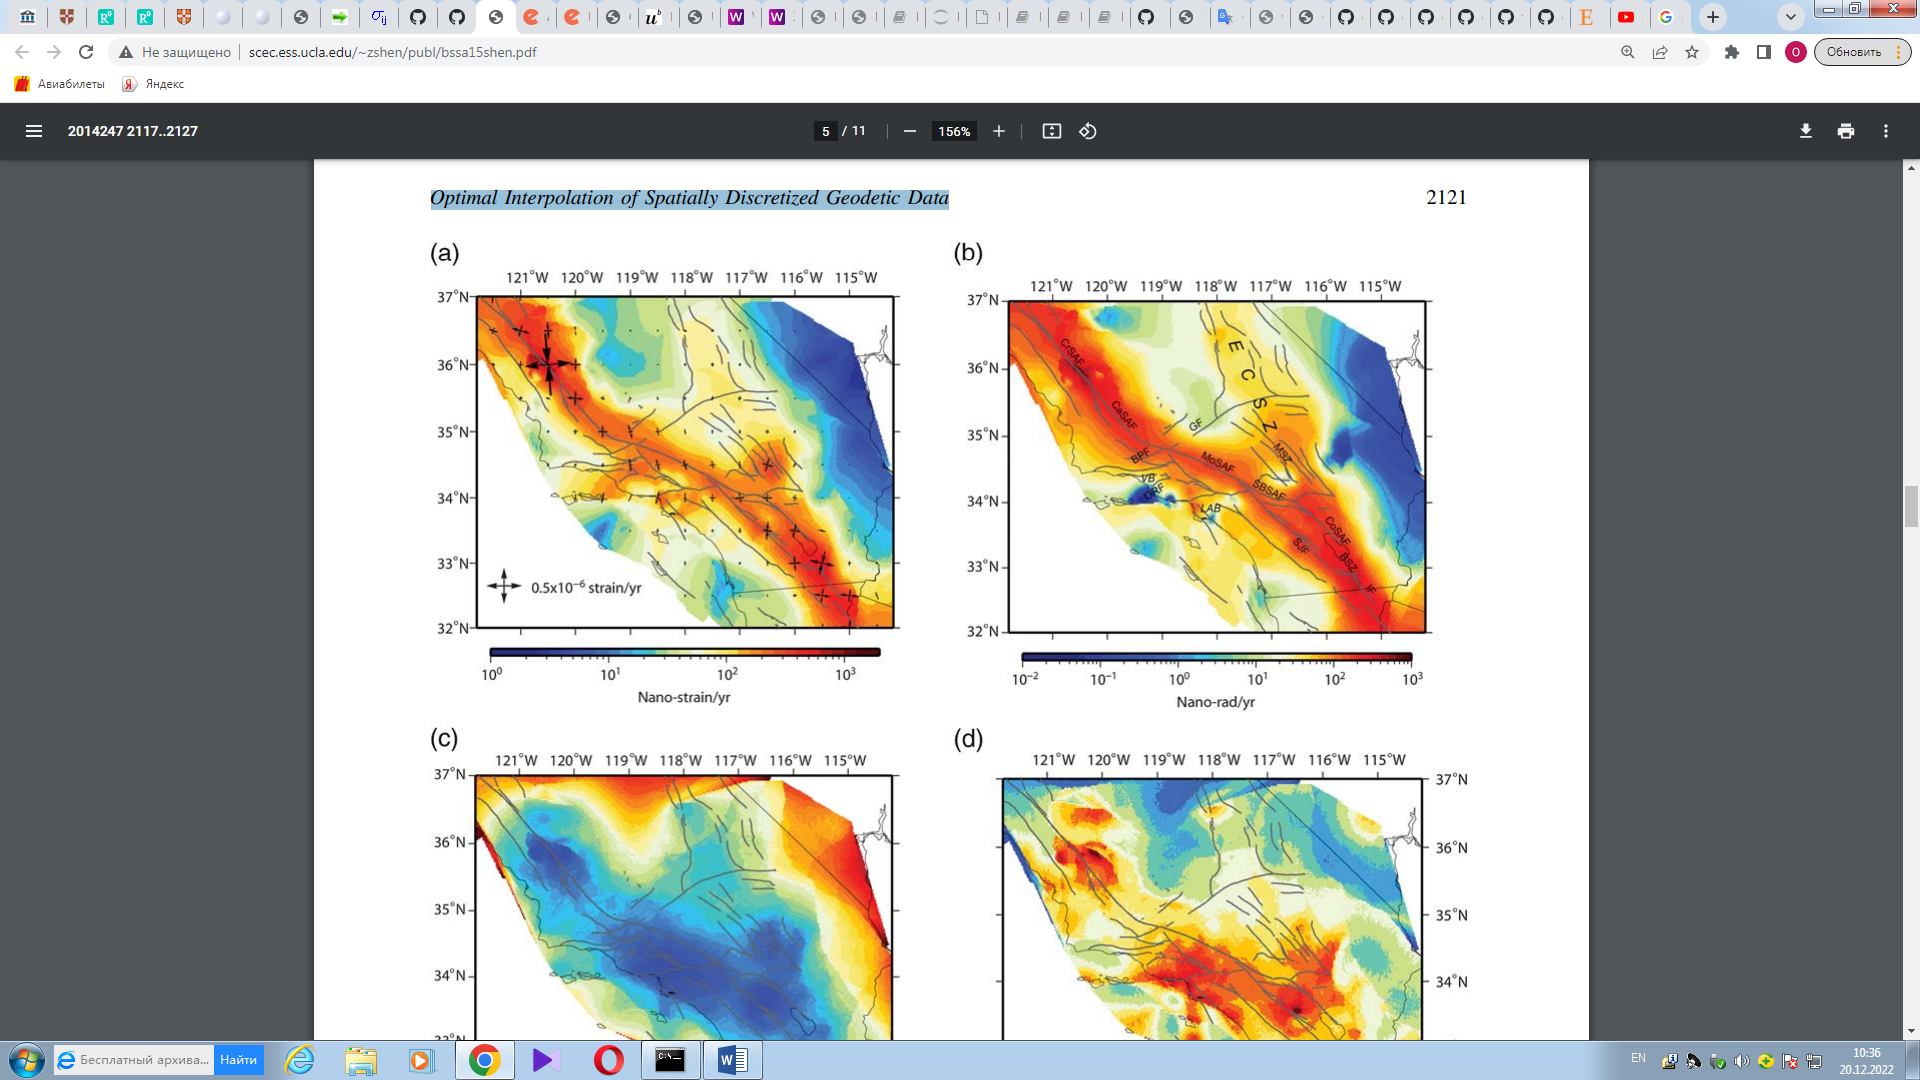 Не защищено
scec.ess.ucla.edu/~zshen/publ/bssa15shen.pdf
О
Обновить
Авиабилеты
Яндекс
2014247 2117..2127
5 / 11
156%
Optimal Interpolation of Spatially Discretized Geodetic Data
2121
(a)
121°W 120°W 119°W 118°W 117°W 116°W 115°W
37°N
36°N
35°N
34°N
33°N
32°N
0.5x10⁻⁶ strain/yr
10⁰ 10¹ 10² 10³
Nano-strain/yr
(b)
121°W 120°W 119°W 118°W 117°W 116°W 115°W
37°N
36°N
35°N
34°N
33°N
32°N
CrSAF
E C S Z
CaSAF
GF
BPF
MoSAF
MSZ
VB
ORF
SBSAF
LAB
CoSAF
SJF
BSZ
IF
10⁻² 10⁻¹ 10⁰ 10¹ 10² 10³
Nano-rad/yr
(c)
121°W 120°W 119°W 118°W 117°W 116°W 115°W
37°N
36°N
35°N
34°N
33°N
(d)
121°W 120°W 119°W 118°W 117°W 116°W 115°W
37°N
36°N
35°N
34°N
Бесплатный архива...
Найти
EN
10:36
20.12.2022